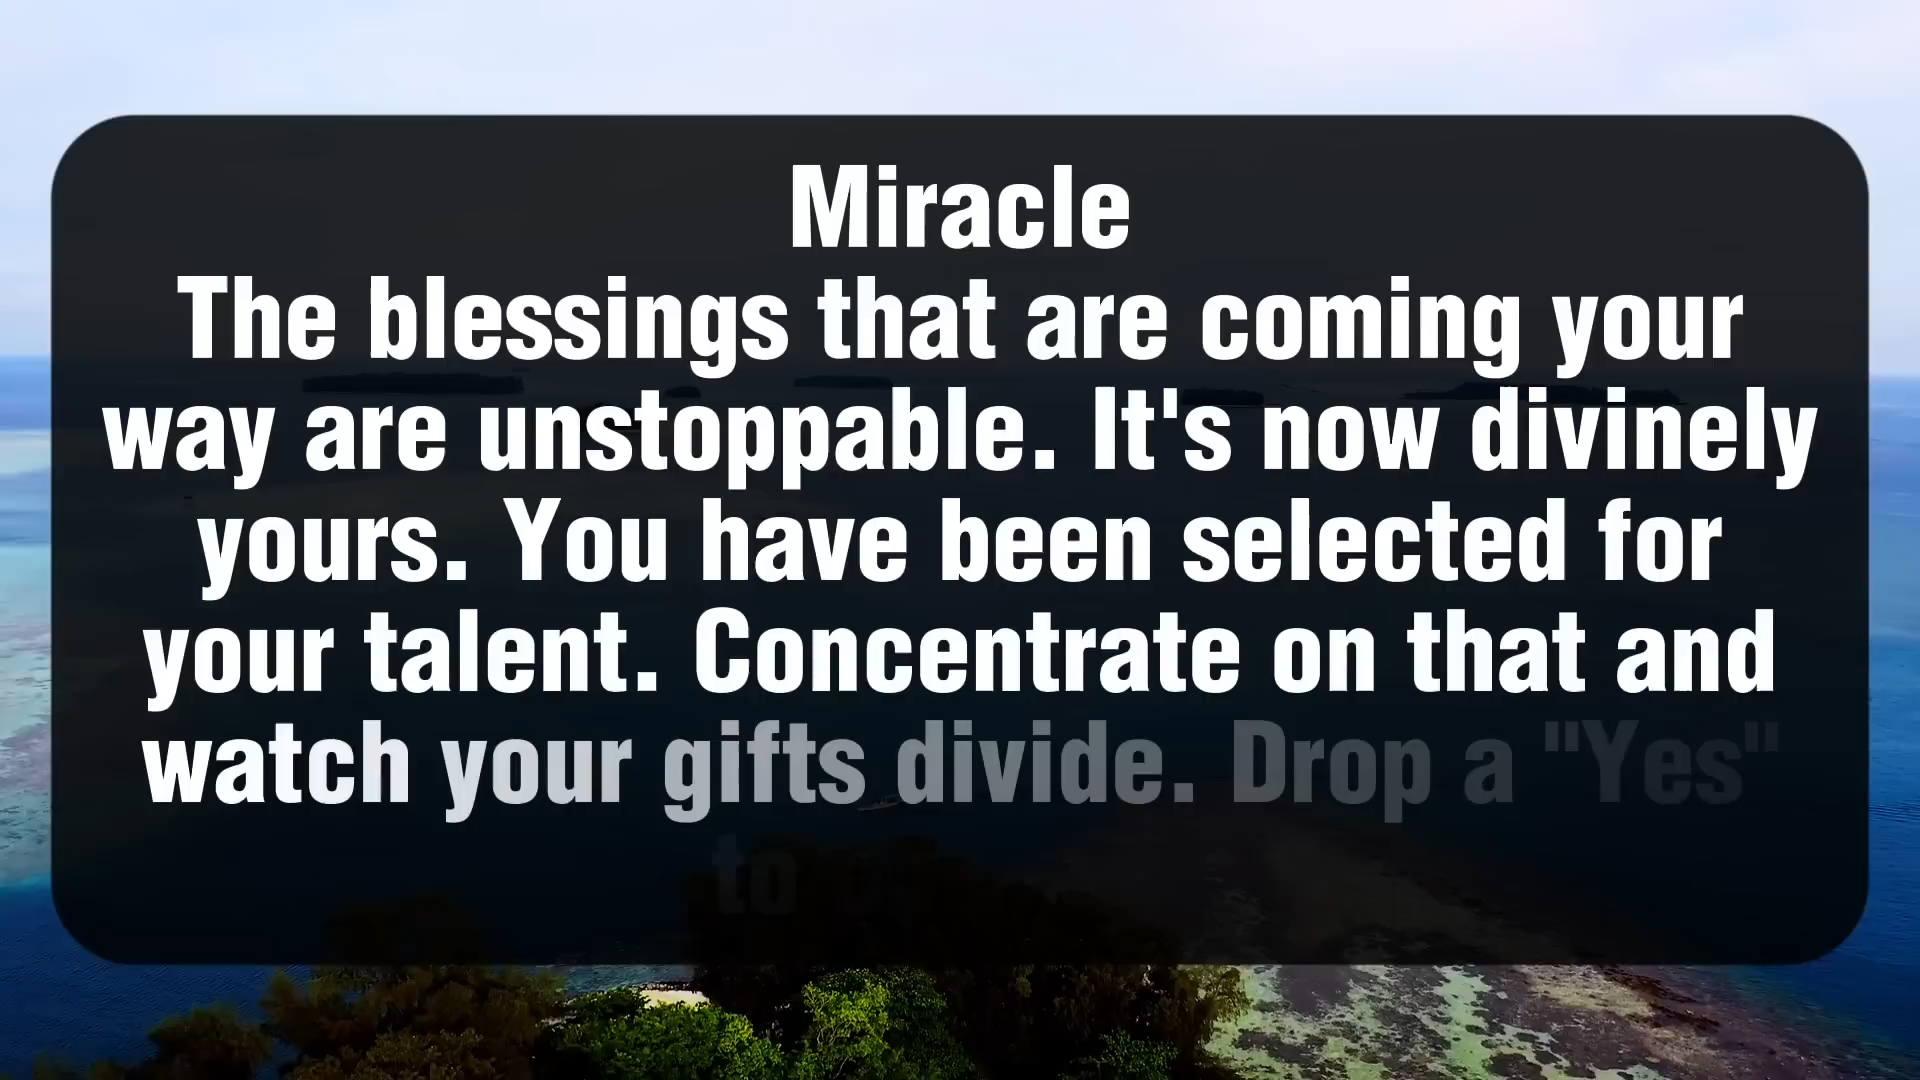 Miracle
The blessings that are coming your
way are unstoppable. It's now divinely
yours. You have been selected for
your talent. Concentrate on that and
watch your gifts divide. Drop a "Yes"
to